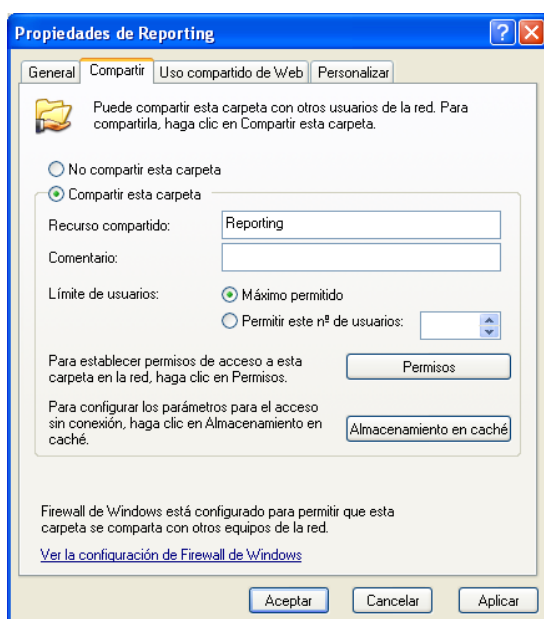 Propiedades de Reporting
General Compartir Uso compartido de Web Personalizar
Puede compartir esta carpeta con otros usuarios de la red. Para
compartirla, haga clic en Compartir esta carpeta.
No compartir esta carpeta
Compartir esta carpeta
Recurso compartido: Reporting
Comentario:
Límite de usuarios: Máximo permitido
Permitir este nº de usuarios:
Para establecer permisos de acceso a esta
carpeta en la red, haga clic en Permisos.
Permisos
Para configurar los parámetros para el acceso
sin conexión, haga clic en Almacenamiento en
caché.
Almacenamiento en caché
Firewall de Windows está configurado para permitir que esta
carpeta se comparta con otros equipos de la red.
Ver la configuración de Firewall de Windows
Aceptar Cancelar Aplicar